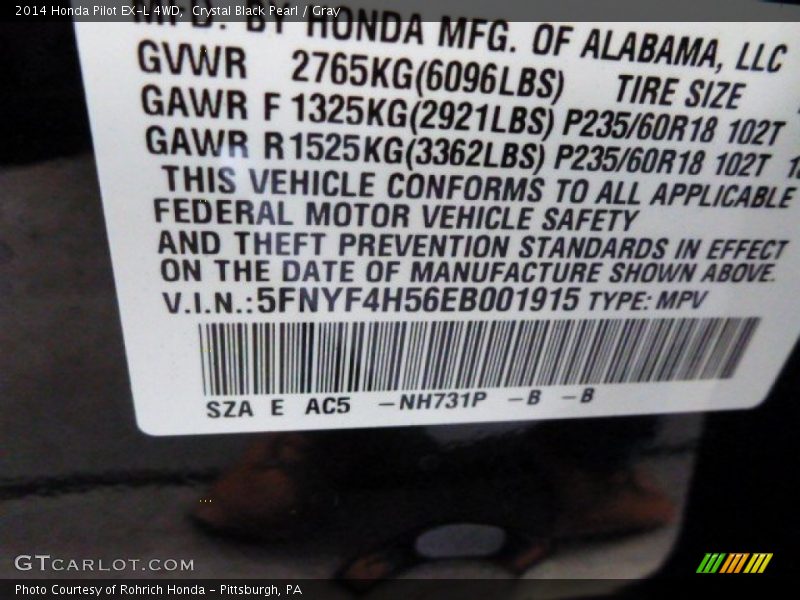 2014 Honda Pilot EX-L 4WD,  Crystal Black Pearl / Gray
MFD. BY HONDA MFG. OF ALABAMA, LLC
GVWR 2765KG(6096LBS) TIRE SIZE
GAWR F 1325KG(2921LBS) P235/60R18 102T
GAWR R 1525KG(3362LBS) P235/60R18 102T
THIS VEHICLE CONFORMS TO ALL APPLICABLE
FEDERAL MOTOR VEHICLE SAFETY
AND THEFT PREVENTION STANDARDS IN EFFECT
ON THE DATE OF MANUFACTURE SHOWN ABOVE.
V.I.N.: 5FNYF4H56EB001915 TYPE: MPV
SZA E AC5 –NH731P –B –B
GTCARLOT.COM
Photo Courtesy of Rohrich Honda – Pittsburgh, PA